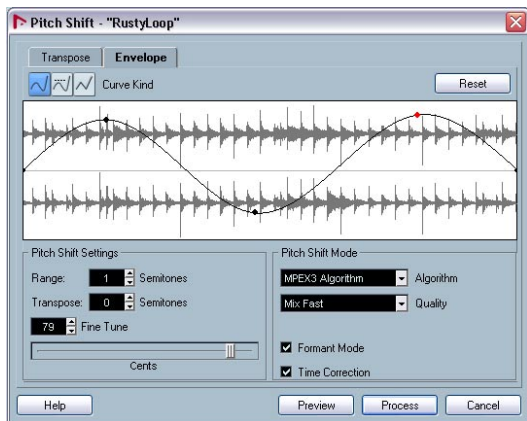 Pitch Shift - "RustyLoop"
Transpose Envelope
Curve Kind Reset
Pitch Shift Settings
Range: 1 Semitones
Transpose: 0 Semitones
79 Fine Tune
Cents
Pitch Shift Mode
MPEX3 Algorithm Algorithm
Mix Fast Quality
Formant Mode
Time Correction
Help Preview Process Cancel